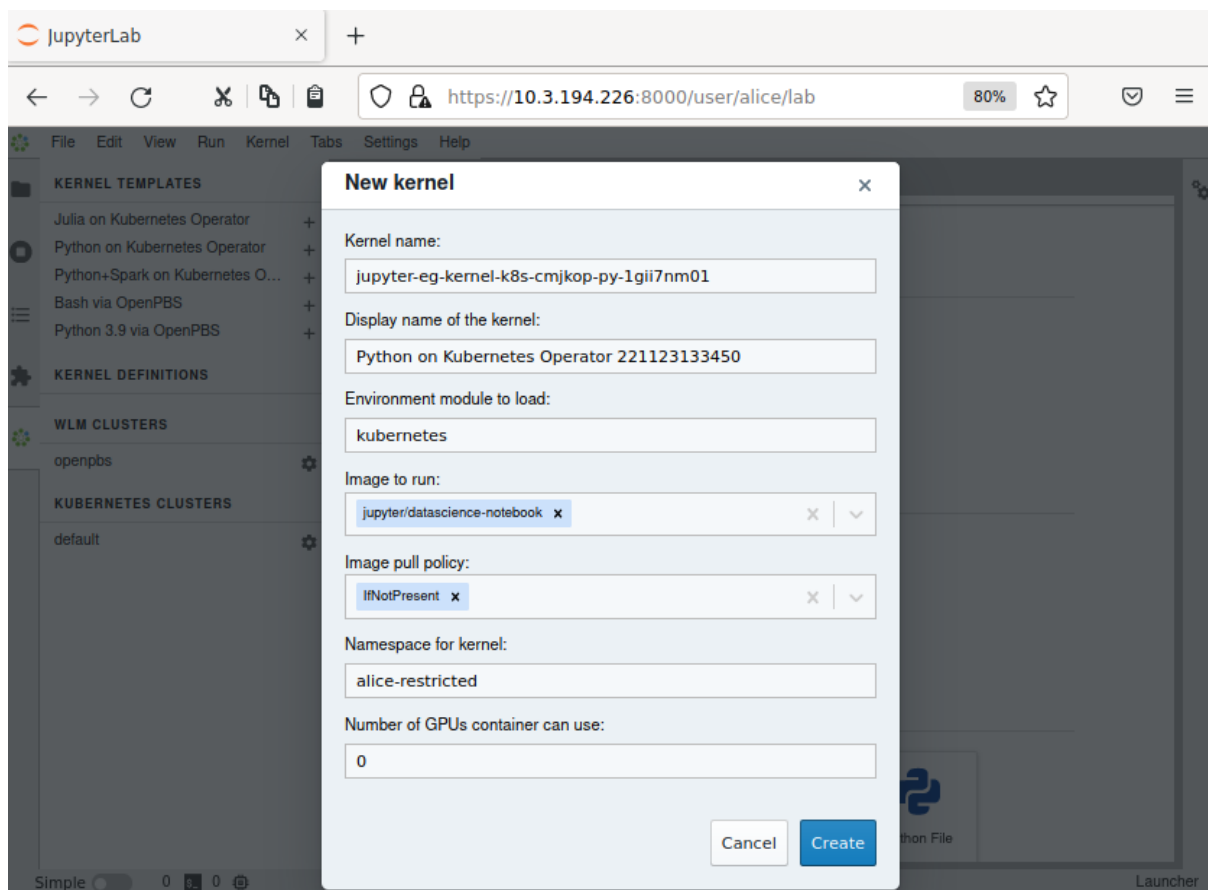 JupyterLab
https://10.3.194.226:8000/user/alice/lab
80%
File Edit View Run Kernel Tabs Settings Help
KERNEL TEMPLATES
Julia on Kubernetes Operator
Python on Kubernetes Operator
Python+Spark on Kubernetes O...
Bash via OpenPBS
Python 3.9 via OpenPBS
KERNEL DEFINITIONS
WLM CLUSTERS
openpbs
KUBERNETES CLUSTERS
default
New kernel
Kernel name:
jupyter-eg-kernel-k8s-cmjkop-py-1gii7nm01
Display name of the kernel:
Python on Kubernetes Operator 221123133450
Environment module to load:
kubernetes
Image to run:
jupyter/datascience-notebook
Image pull policy:
IfNotPresent
Namespace for kernel:
alice-restricted
Number of GPUs container can use:
0
Cancel Create
thon File
Simple 0 0 Launcher